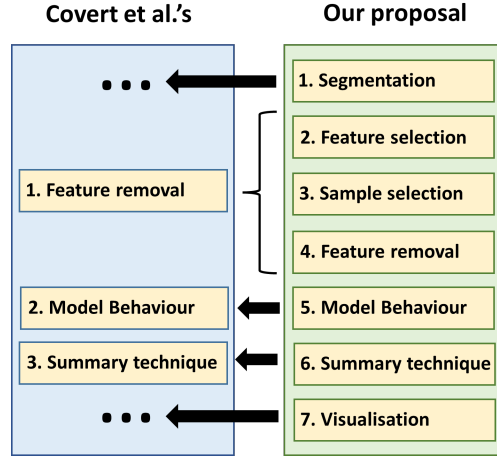 Covert et al.'s
Our proposal
...
1. Segmentation
2. Feature selection
1. Feature removal
3. Sample selection
4. Feature removal
2. Model Behaviour
5. Model Behaviour
3. Summary technique
6. Summary technique
...
7. Visualisation